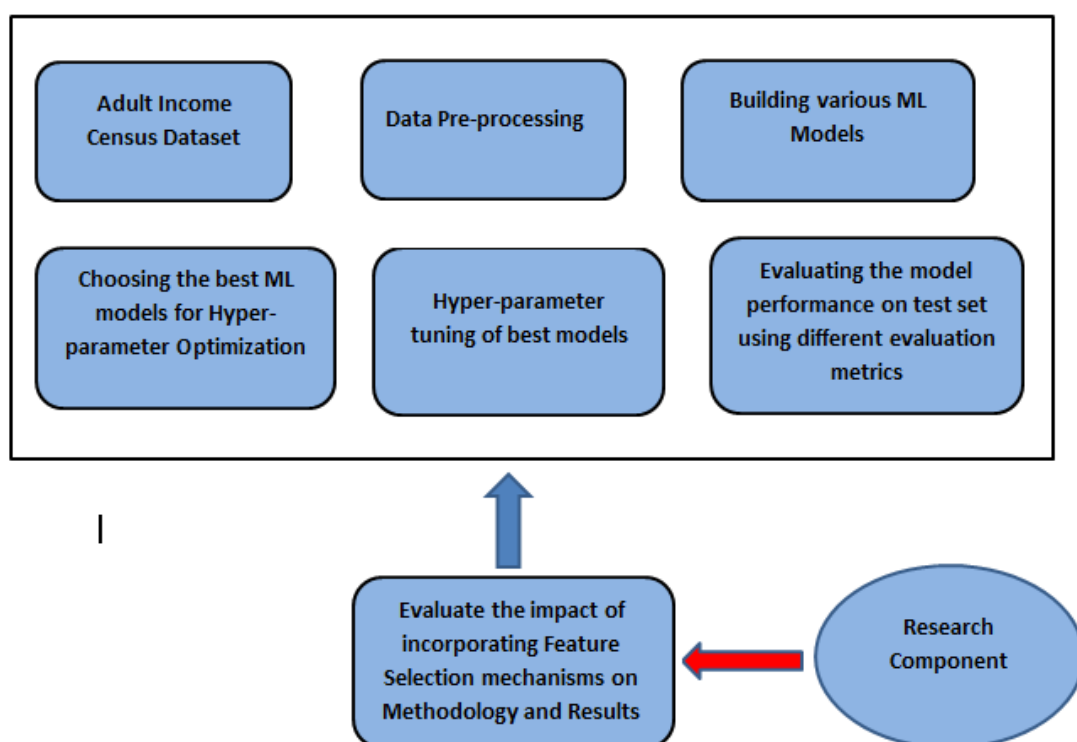 Adult Income
Census Dataset
Data Pre-processing
Building various ML
Models
Choosing the best ML
models for Hyper-
parameter Optimization
Hyper-parameter
tuning of best models
Evaluating the model
performance on test set
using different evaluation
metrics
Evaluate the impact of
incorporating Feature
Selection mechanisms on
Methodology and Results
Research
Component